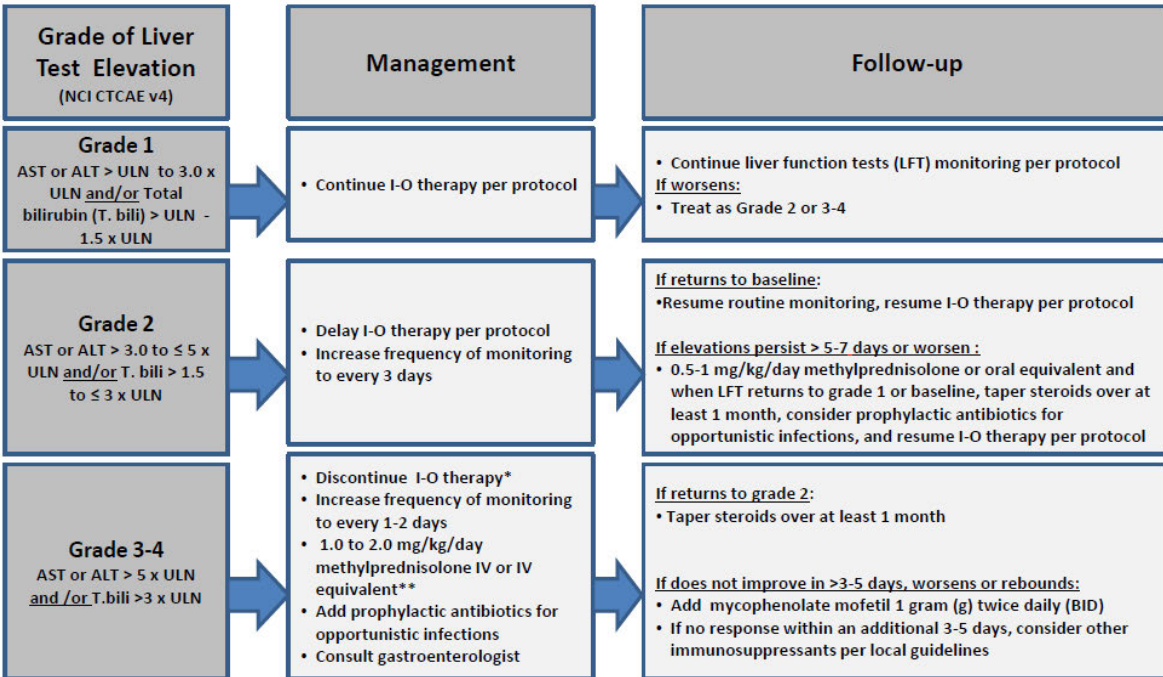 Grade of Liver
Test Elevation
(NCI CTCAE v4)
Management
Follow-up
Grade 1
AST or ALT > ULN to 3.0 x
ULN and/or Total
bilirubin (T. bili) > ULN -
1.5 x ULN
• Continue I-O therapy per protocol
• Continue liver function tests (LFT) monitoring per protocol
If worsens:
• Treat as Grade 2 or 3-4
Grade 2
AST or ALT > 3.0 to ≤ 5 x
ULN and/or T. bili > 1.5
to ≤ 3 x ULN
• Delay I-O therapy per protocol
• Increase frequency of monitoring
to every 3 days
If returns to baseline:
•Resume routine monitoring, resume I-O therapy per protocol
If elevations persist > 5-7 days or worsen :
• 0.5-1 mg/kg/day methylprednisolone or oral equivalent and
when LFT returns to grade 1 or baseline, taper steroids over at
least 1 month, consider prophylactic antibiotics for
opportunistic infections, and resume I-O therapy per protocol
Grade 3-4
AST or ALT > 5 x ULN
and /or T.bili >3 x ULN
• Discontinue I-O therapy*
• Increase frequency of monitoring
to every 1-2 days
• 1.0 to 2.0 mg/kg/day
methylprednisolone IV or IV
equivalent**
• Add prophylactic antibiotics for
opportunistic infections
• Consult gastroenterologist
If returns to grade 2:
• Taper steroids over at least 1 month
If does not improve in >3-5 days, worsens or rebounds:
• Add mycophenolate mofetil 1 gram (g) twice daily (BID)
• If no response within an additional 3-5 days, consider other
immunosuppressants per local guidelines